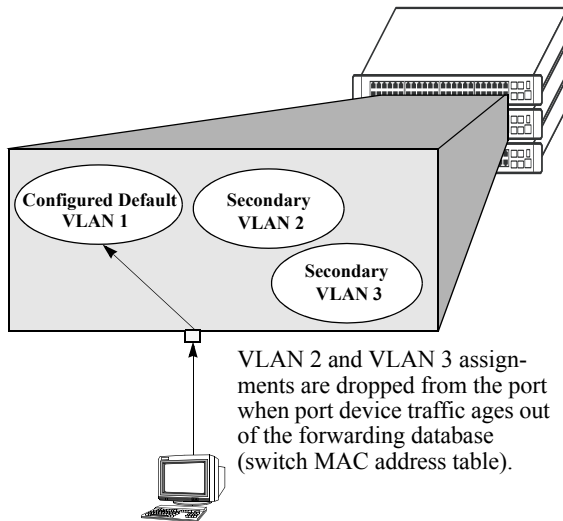 Configured Default
VLAN 1
Secondary
VLAN 2
Secondary
VLAN 3
VLAN 2 and VLAN 3 assign-
ments are dropped from the port
when port device traffic ages out
of the forwarding database
(switch MAC address table).